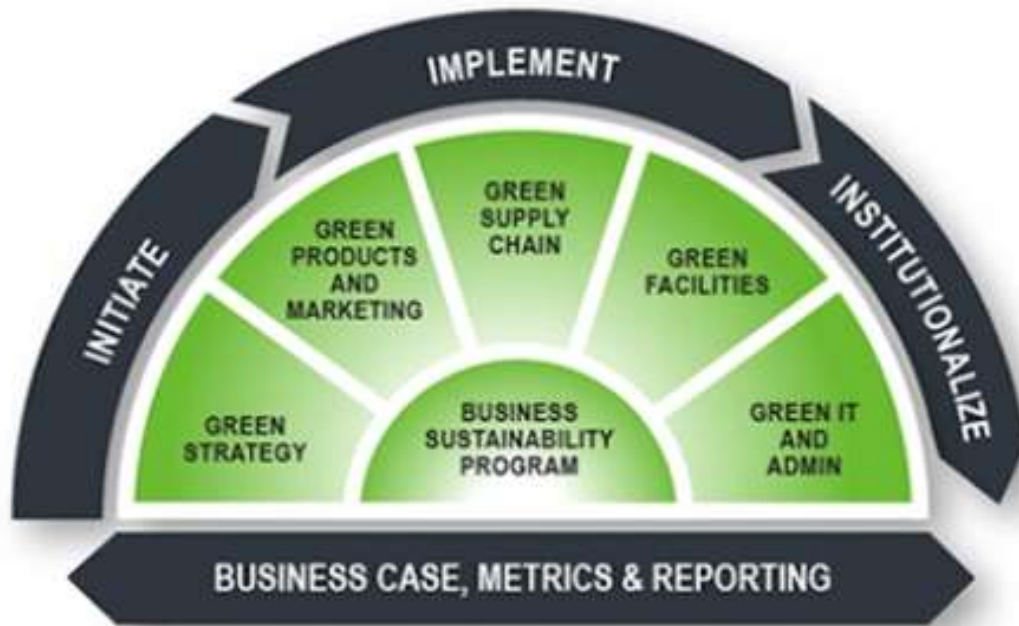 IMPLEMENT
INITIATE
INSTITUTIONALIZE
GREEN
STRATEGY
GREEN
PRODUCTS
AND
MARKETING
GREEN
SUPPLY
CHAIN
GREEN
FACILITIES
GREEN IT
AND
ADMIN
BUSINESS
SUSTAINABILITY
PROGRAM
BUSINESS CASE, METRICS & REPORTING